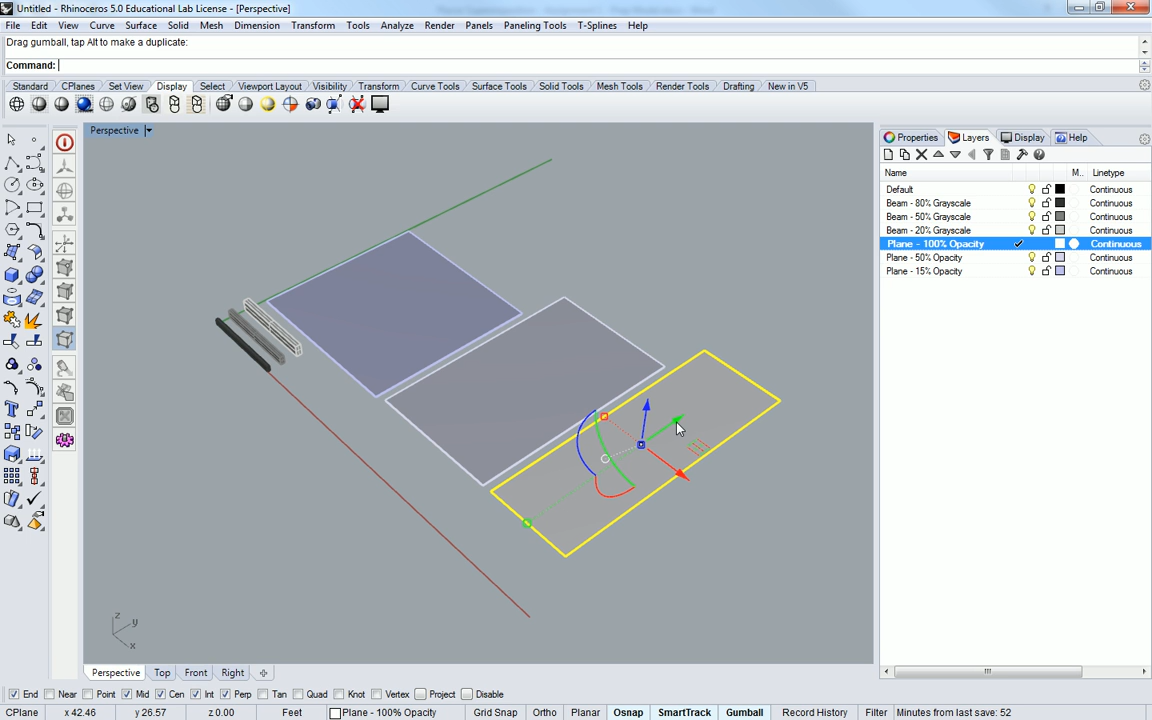 Untitled - Rhinoceros 5.0 Educational Lab License - [Perspective]
File Edit View Curve Surface Solid Mesh Dimension Transform Tools Analyze Render Panels Paneling Tools T-Splines Help
Drag gumball, tap Alt to make a duplicate:
Command:
Standard CPlanes Set View Display Select Viewport Layout Visibility Transform Curve Tools Surface Tools Solid Tools Mesh Tools Render Tools Drafting New in V5
Perspective
Properties Layers Display Help
Name M.. Linetype
Default Continuous
Beam - 80% Grayscale Continuous
Beam - 50% Grayscale Continuous
Beam - 20% Grayscale Continuous
Plane - 100% Opacity Continuous
Plane - 50% Opacity Continuous
Plane - 15% Opacity Continuous
z
y
x
Perspective Top Front Right
End Near Point Mid Cen Int Perp Tan Quad Knot Vertex Project Disable
CPlane x 42.46 y 26.57 z 0.00 Feet Plane - 100% Opacity Grid Snap Ortho Planar Osnap SmartTrack Gumball Record History Filter Minutes from last save: 52